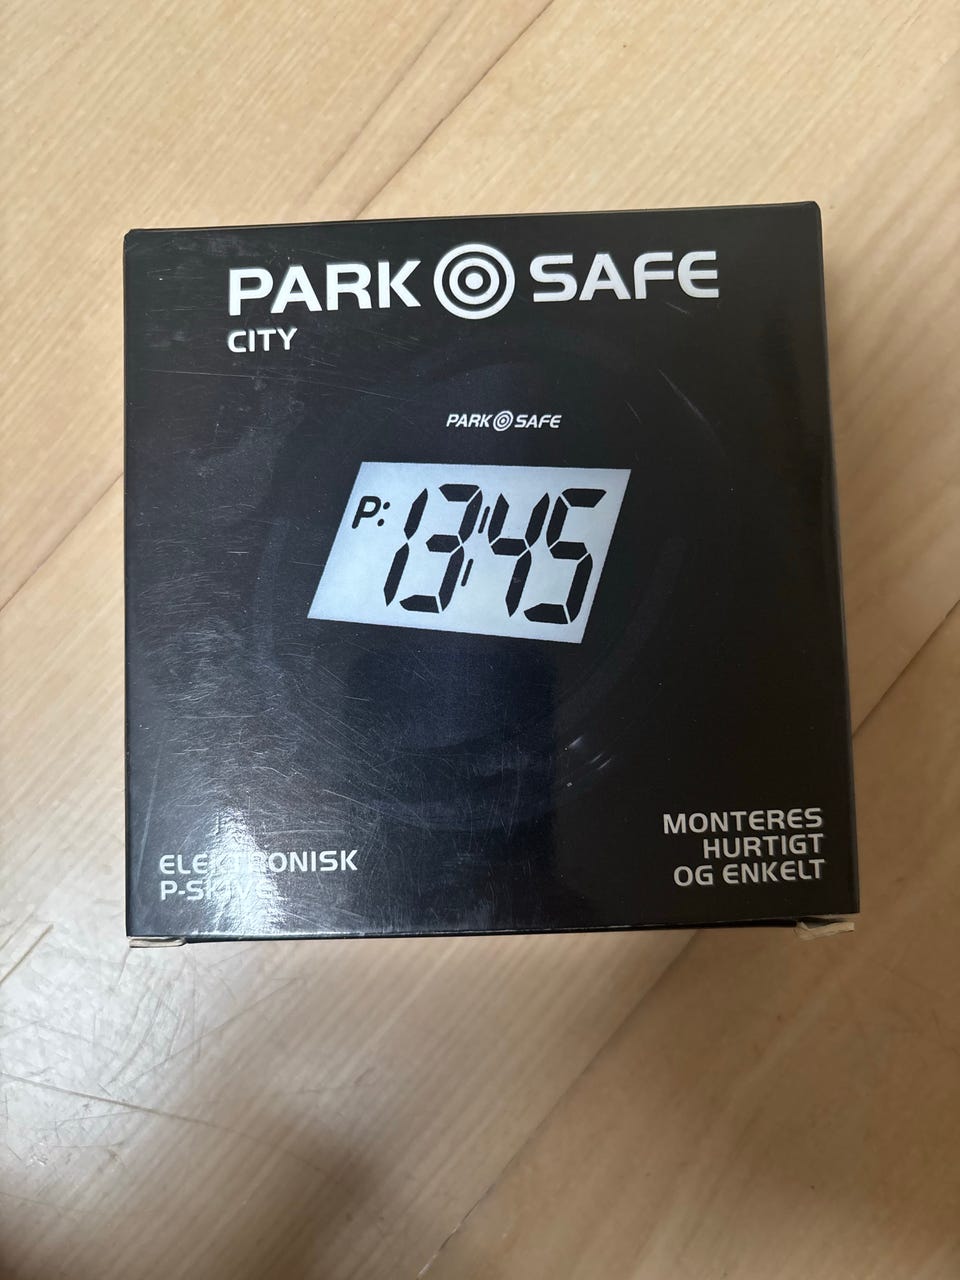 PARK SAFE
CITY
PARK SAFE
P: 13:45
ELEKTRONISK
P-SKIVE
MONTERES
HURTIGT
OG ENKELT